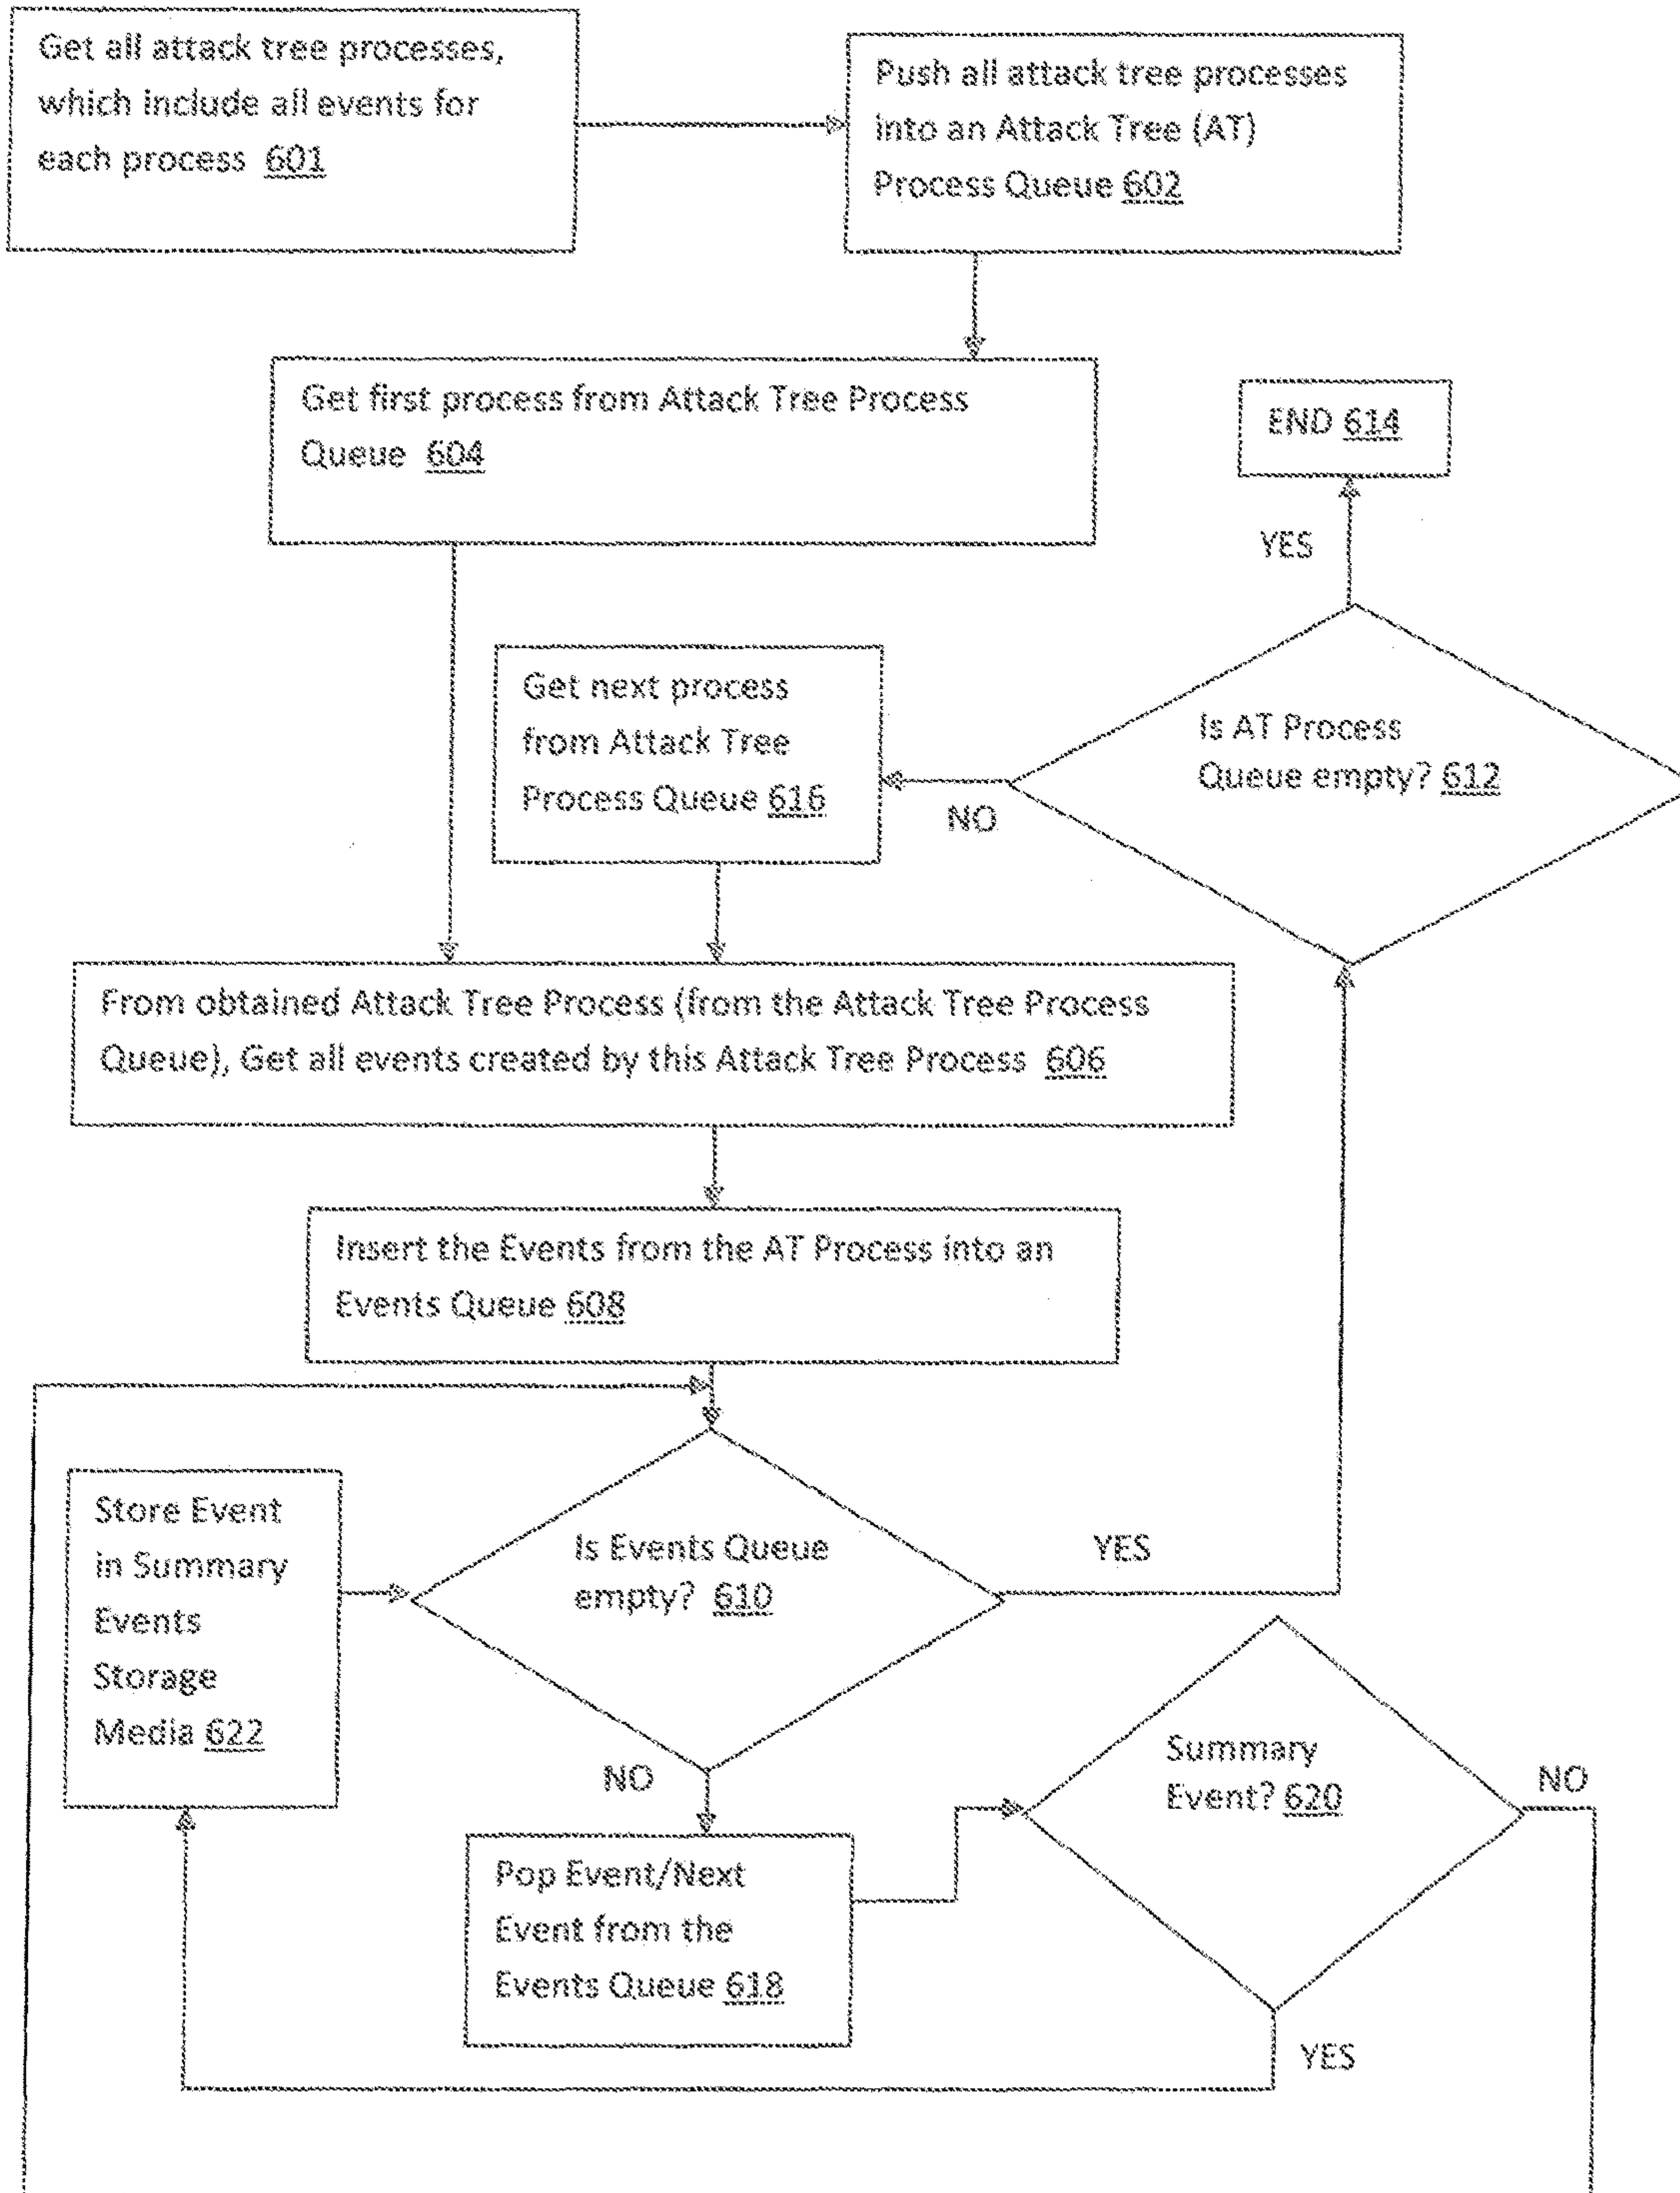 Get all attack tree processes,
which include all events for
each process 601
Push all attack tree processes
into an Attack Tree (AT)
Process Queue 602
Get first process from Attack Tree Process
Queue 604
END 614
YES
Get next process
from Attack Tree
Process Queue 616
Is AT Process
Queue empty? 612
NO
From obtained Attack Tree Process (from the Attack Tree Process
Queue), Get all events created by this Attack Tree Process 606
Insert the Events from the AT Process into an
Events Queue 608
Store Event
in Summary
Events
Storage
Media 622
Is Events Queue
empty? 610
YES
NO
Summary
Event? 620
NO
Pop Event/Next
Event from the
Events Queue 618
YES